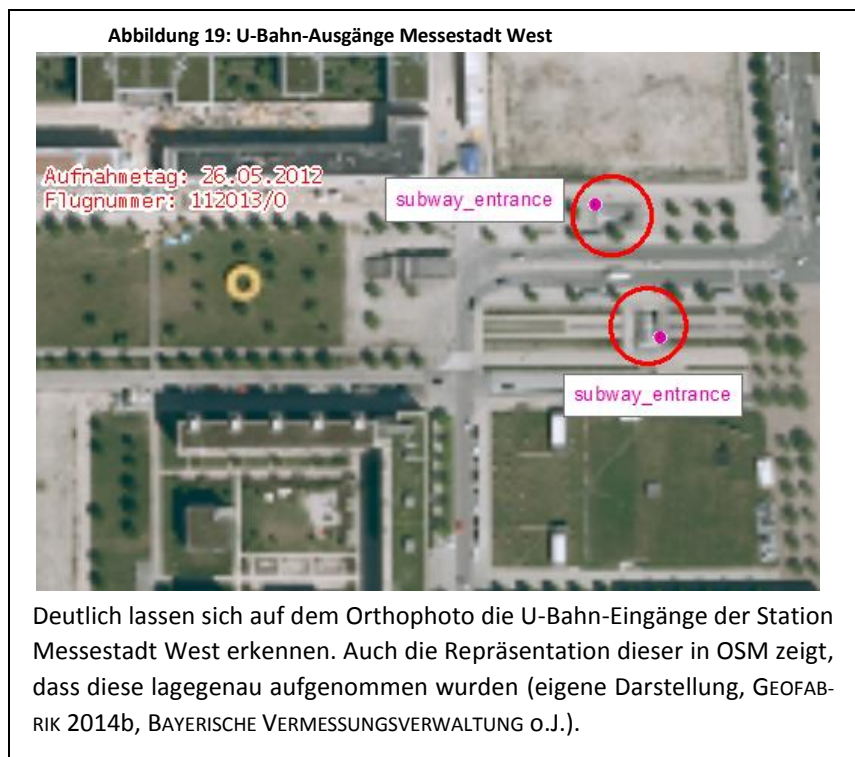 Abbildung 19: U-Bahn-Ausgänge Messestadt West
Aufnahmetag: 26.05.2012
Flugnummer: 112013/0
subway_entrance
subway_entrance
Deutlich lassen sich auf dem Orthophoto die U-Bahn-Eingänge der Station
Messestadt West erkennen. Auch die Repräsentation dieser in OSM zeigt,
dass diese lagegenau aufgenommen wurden (eigene Darstellung, GEOFAB-
RIK 2014b, BAYERISCHE VERMESSUNGSVERWALTUNG o.J.).